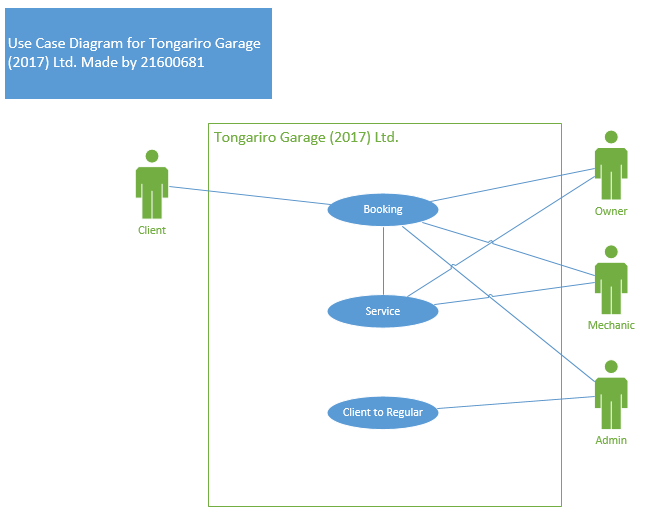 Use Case Diagram for Tongariro Garage
(2017) Ltd. Made by 21600681
Tongariro Garage (2017) Ltd.
Client
Booking
Owner
Service
Mechanic
Client to Regular
Admin